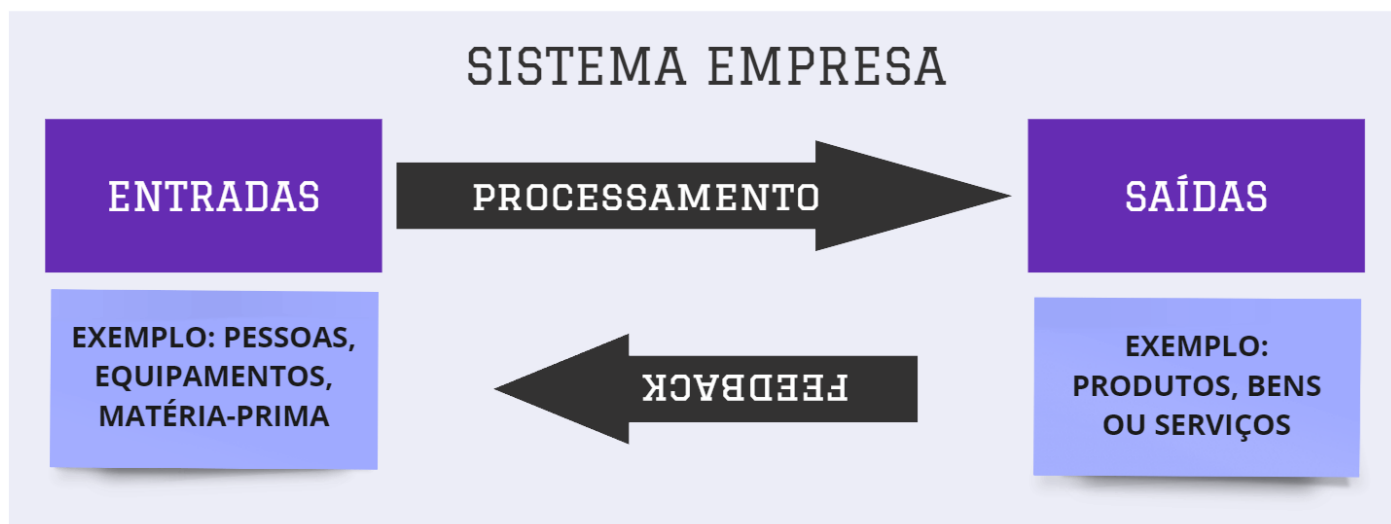 SISTEMA EMPRESA
ENTRADAS
PROCESSAMENTO
SAÍDAS
EXEMPLO: PESSOAS,
EQUIPAMENTOS,
MATÉRIA-PRIMA
FEEDBACK
EXEMPLO:
PRODUTOS, BENS
OU SERVIÇOS